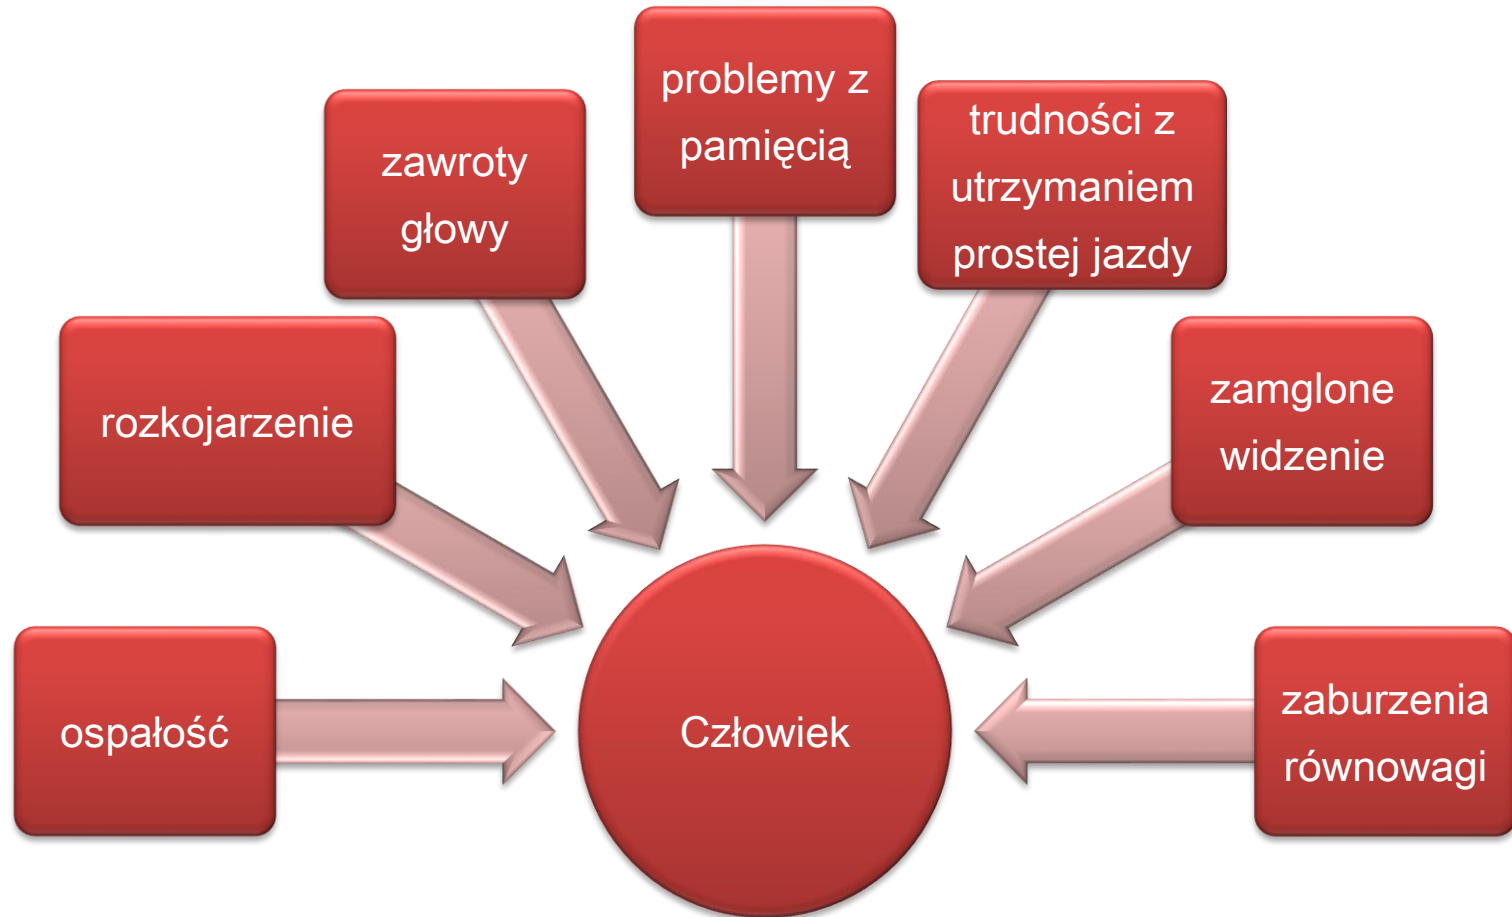 problemy z
pamięcią
trudności z
utrzymaniem
prostej jazdy
zawroty
głowy
rozkojarzenie
zamglone
widzenie
ospałość
Człowiek
zaburzenia
równowagi